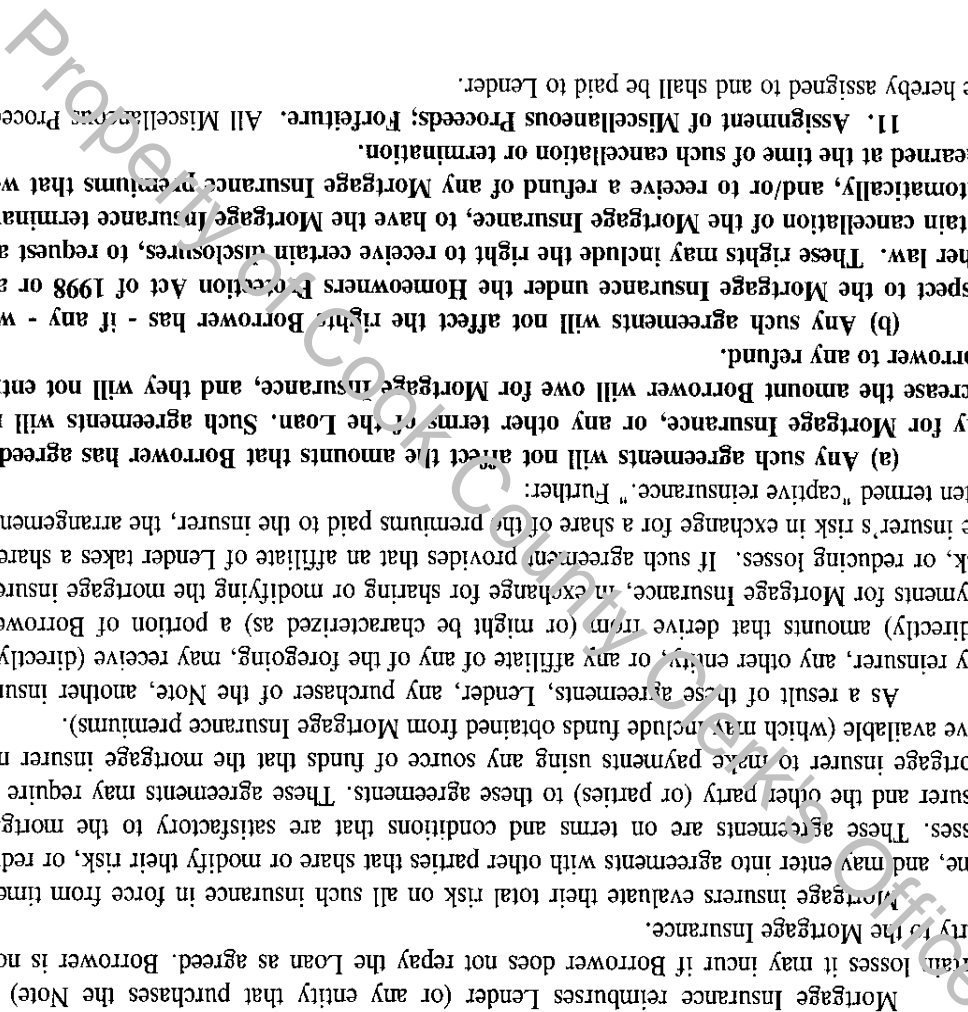 Mortgage Insurance reimburses Lender (or any entity that purchases the Note)
rtain losses it may incur if Borrower does not repay the Loan as agreed. Borrower is no
rty to the Mortgage Insurance.
Mortgage insurers evaluate their total risk on all such insurance in force from time
ne, and may enter into agreements with other parties that share or modify their risk, or red
sses. These agreements are on terms and conditions that are satisfactory to the mortg
surer and the other party (or parties) to these agreements. These agreements may require
ortgage insurer to make payments using any source of funds that the mortgage insurer n
ve available (which may include funds obtained from Mortgage Insurance premiums).
As a result of these agreements, Lender, any purchaser of the Note, another insur
y reinsurer, any other entity, or any affiliate of any of the foregoing, may receive (directly
directly) amounts that derive from (or might be characterized as) a portion of Borrowe
yments for Mortgage Insurance, in exchange for sharing or modifying the mortgage insure
k, or reducing losses. If such agreement provides that an affiliate of Lender takes a share
e insurer's risk in exchange for a share of the premiums paid to the insurer, the arrangemen
ten termed "captive reinsurance." Further:
(a) Any such agreements will not affect the amounts that Borrower has agreed
y for Mortgage Insurance, or any other terms of the Loan. Such agreements will
crease the amount Borrower will owe for Mortgage Insurance, and they will not ent
orrower to any refund.
(b) Any such agreements will not affect the rights Borrower has - if any - w
spect to the Mortgage Insurance under the Homeowners Protection Act of 1998 or a
her law. These rights may include the right to receive certain disclosures, to request a
tain cancellation of the Mortgage Insurance, to have the Mortgage Insurance termina
tomatically, and/or to receive a refund of any Mortgage Insurance premiums that w
earned at the time of such cancellation or termination.
11. Assignment of Miscellaneous Proceeds; Forfeiture. All Miscellaneous Procee
e hereby assigned to and shall be paid to Lender.
Property of Cook County Clerk's Office